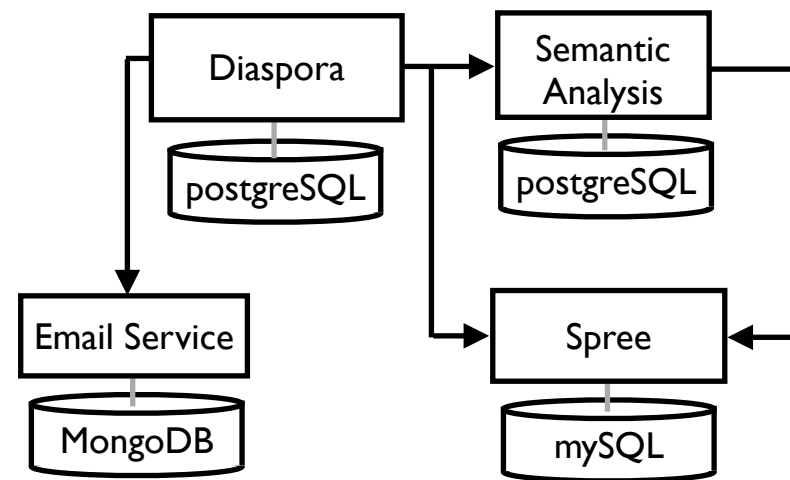 Diaspora
Semantic
Analysis
postgreSQL
postgreSQL
Email Service
Spree
MongoDB
mySQL